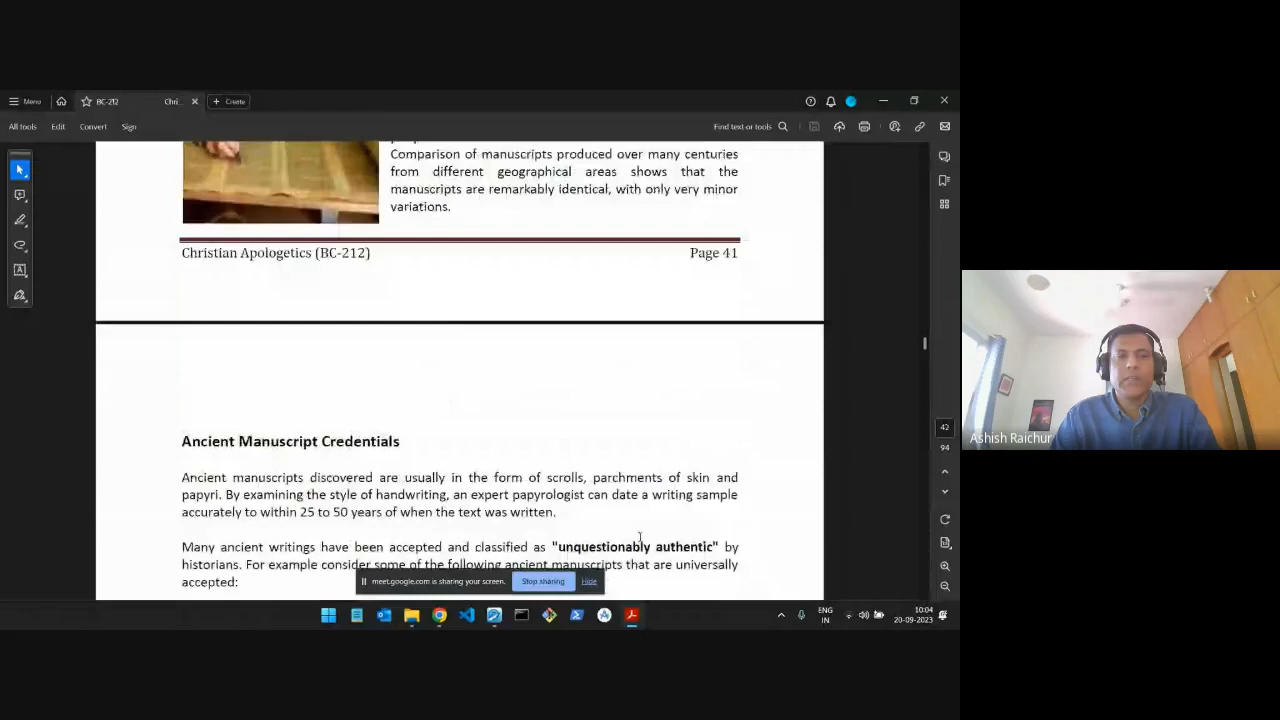 Menu
BC-212
Chri...
Create
All tools
Edit
Convert
Sign
Find text or tools
Comparison of manuscripts produced over many centuries
from different geographical areas shows that the
manuscripts are remarkably identical, with only very minor
variations.
Christian Apologetics (BC-212)
Page 41
Ancient Manuscript Credentials
Ancient manuscripts discovered are usually in the form of scrolls, parchments of skin and
papyri. By examining the style of handwriting, an expert papyrologist can date a writing sample
accurately to within 25 to 50 years of when the text was written.
Many ancient writings have been accepted and classified as "unquestionably authentic" by
historians. For example consider some of the following ancient manuscripts that are universally
accepted:
meet.google.com is sharing your screen.
Stop sharing
Hide
42
94
ENG
IN
10:04
20-09-2023
Ashish Raichur